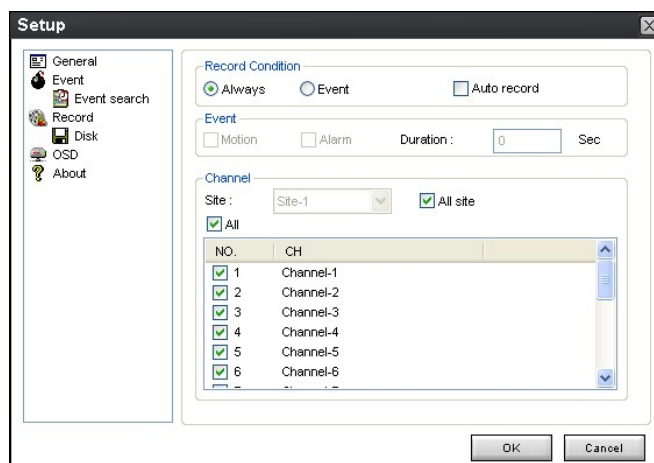 Setup
General
Event
Event search
Record
Disk
OSD
About
Record Condition
Always Event Auto record
Event
Motion Alarm Duration : 0 Sec
Channel
Site : Site-1 All site
All
NO. CH
1 Channel-1
2 Channel-2
3 Channel-3
4 Channel-4
5 Channel-5
6 Channel-6
OK Cancel